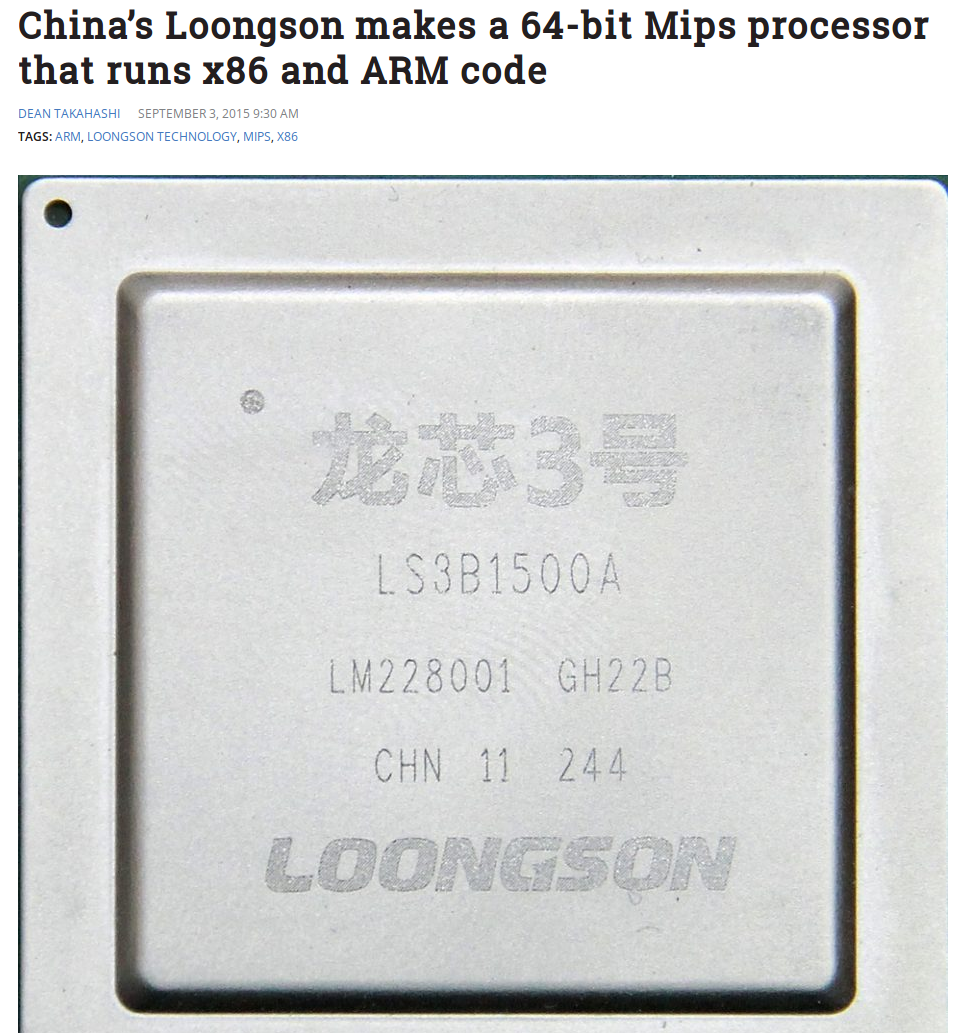 China’s Loongson makes a 64-bit Mips processor
that runs x86 and ARM code
DEAN TAKAHASHI SEPTEMBER 3, 2015 9:30 AM
TAGS: ARM, LOONGSON TECHNOLOGY, MIPS, X86
龙芯3号
LS3B1500A
LM228001 GH22B
CHN 11 244
LOONGSON